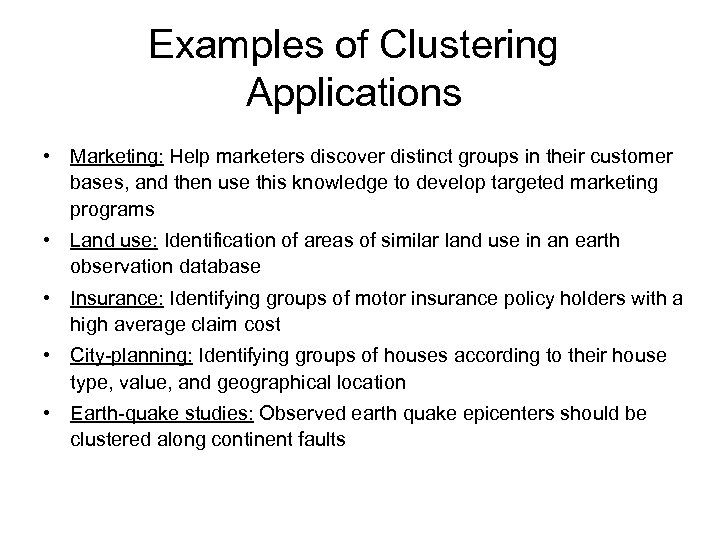 Examples of Clustering
Applications
• Marketing: Help marketers discover distinct groups in their customer
bases, and then use this knowledge to develop targeted marketing
programs
• Land use: Identification of areas of similar land use in an earth
observation database
• Insurance: Identifying groups of motor insurance policy holders with a
high average claim cost
• City-planning: Identifying groups of houses according to their house
type, value, and geographical location
• Earth-quake studies: Observed earth quake epicenters should be
clustered along continent faults